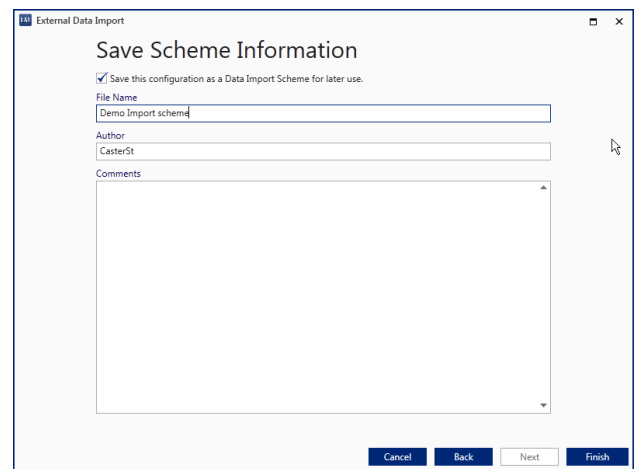 External Data Import
Save Scheme Information
Save this configuration as a Data Import Scheme for later use.
File Name
Demo Import scheme
Author
CasterSt
Comments
Cancel Back Next Finish